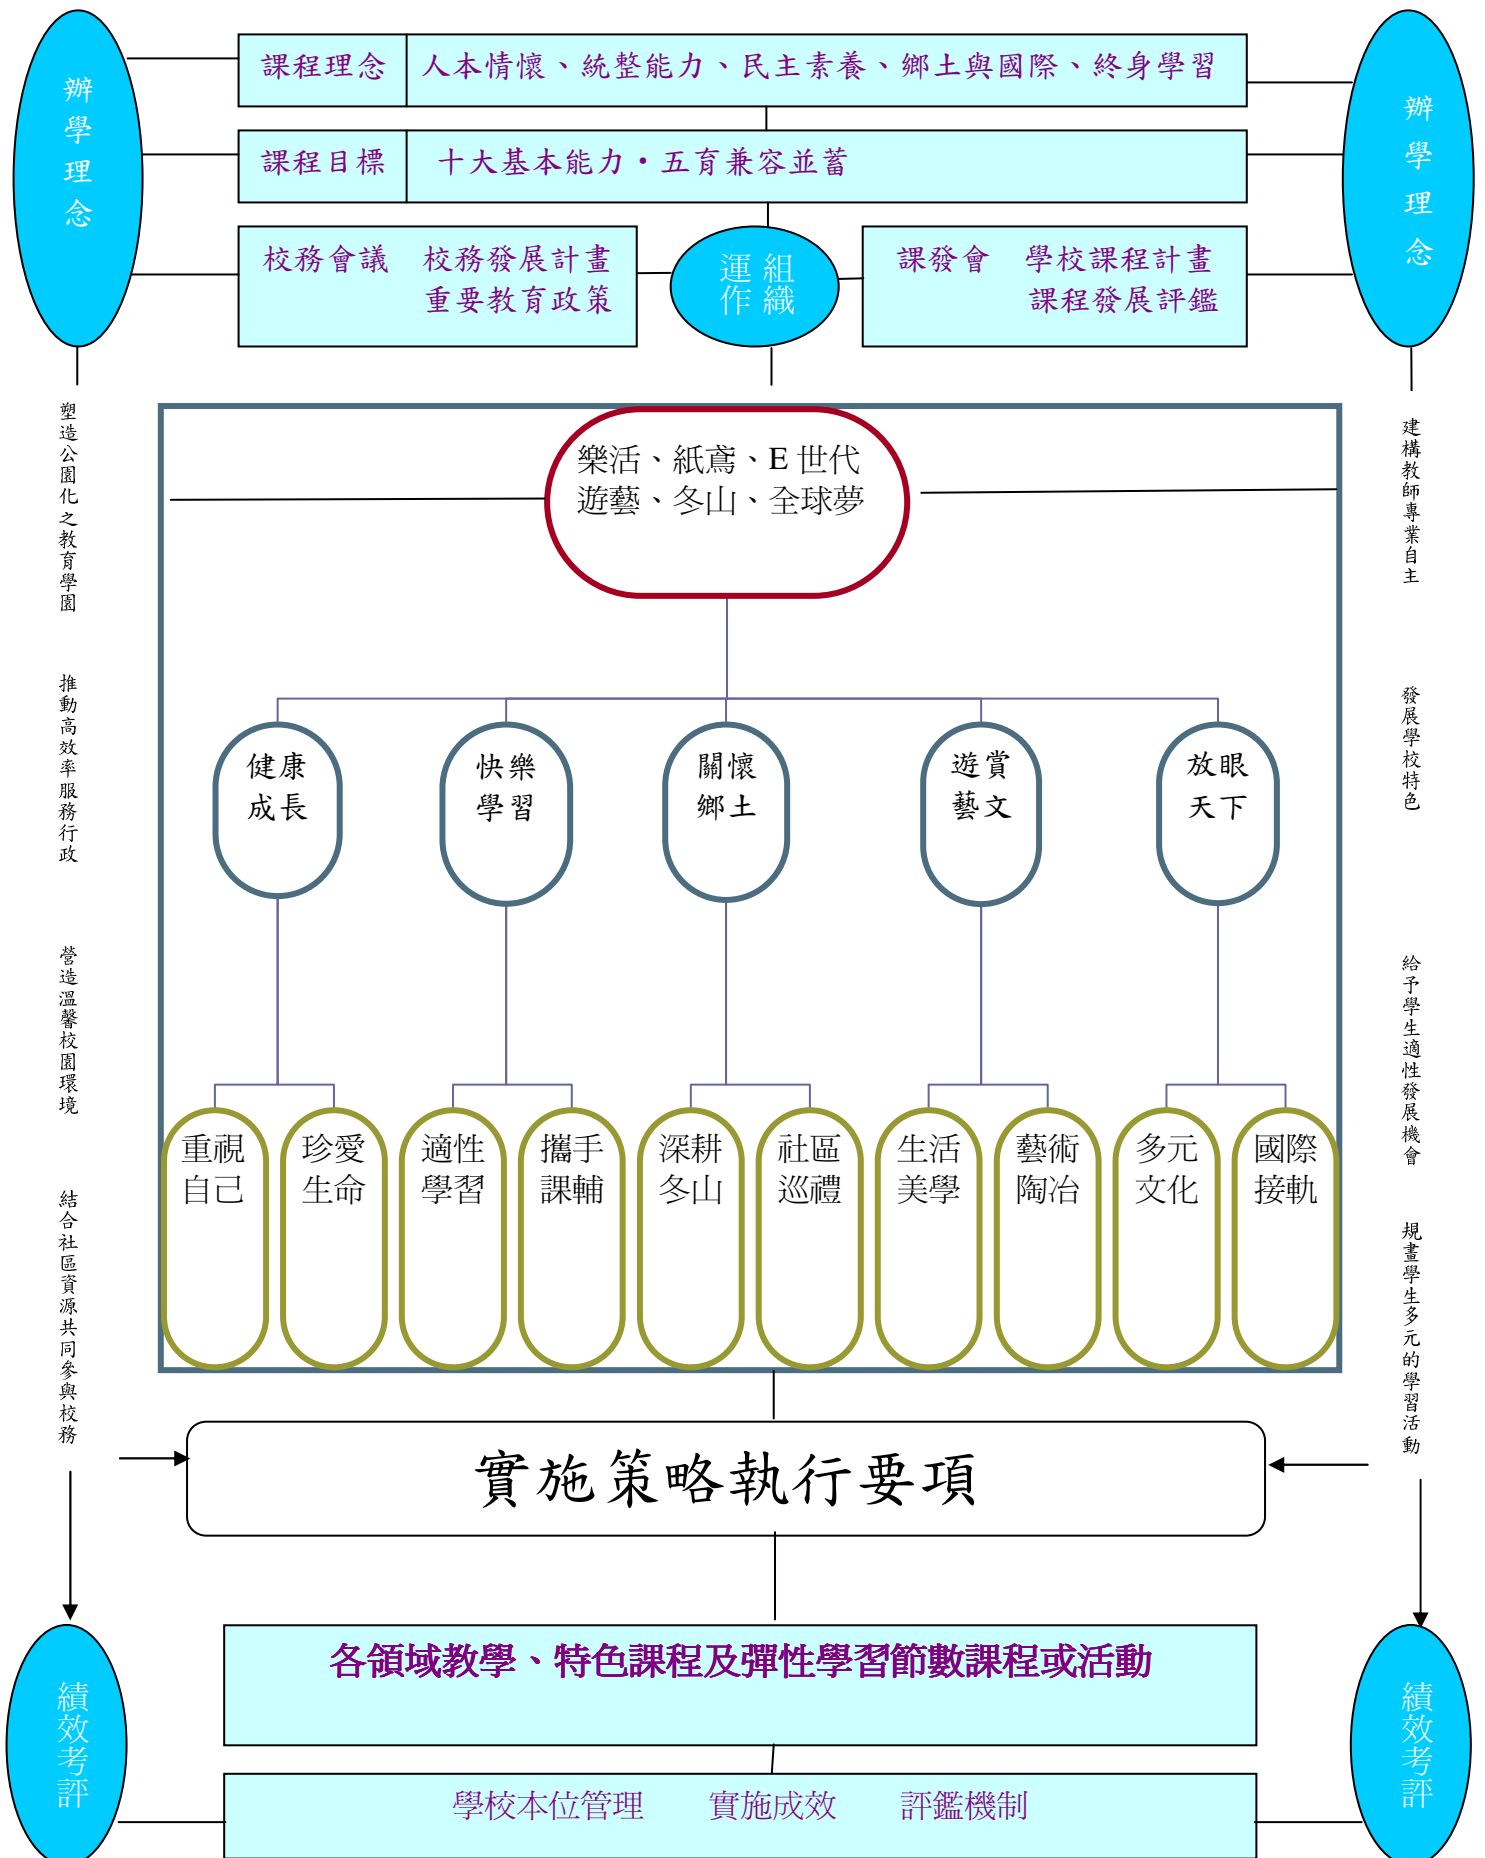 辦學理念
課程理念 人本情懷、統整能力、民主素養、鄉土與國際、終身學習
辦學理念
課程目標 十大基本能力•五育兼容並蓄
校務會議 校務發展計畫
重要教育政策
組織
運作
課發會 學校課程計畫
課程發展評鑑
塑造公園化之教育學園
推動高效率服務行政
營造溫馨校園環境
結合社區資源共同參與校務
樂活、紙鳶、E 世代
遊藝、冬山、全球夢
健康
成長
快樂
學習
關懷
鄉土
遊賞
藝文
放眼
天下
重視
自己
珍愛
生命
適性
學習
攜手
課輔
深耕
冬山
社區
巡禮
生活
美學
藝術
陶冶
多元
文化
國際
接軌
建構教師專業自主
發展學校特色
給予學生適性發展機會
規畫學生多元的學習活動
實施策略執行要項
各領域教學、特色課程及彈性學習節數課程或活動
績效考評
學校本位管理 實施成效 評鑑機制
績效考評